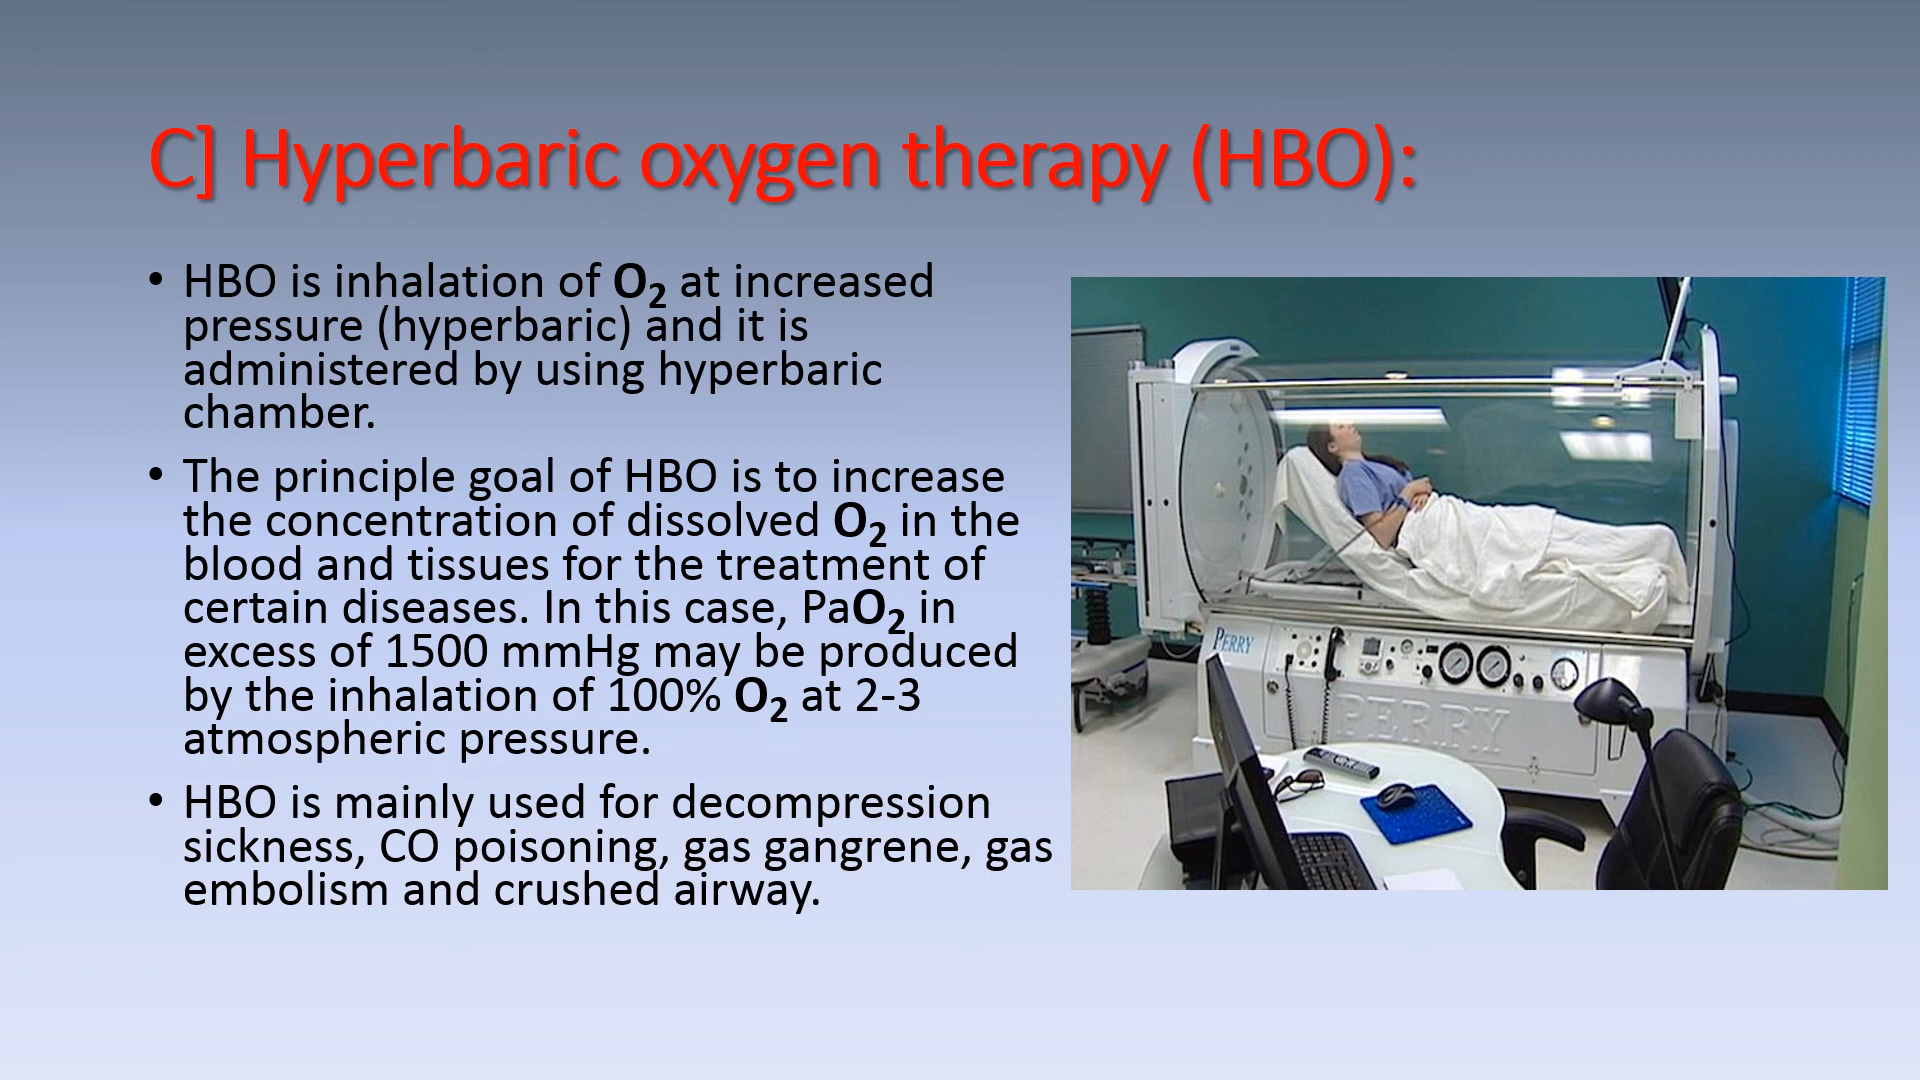 C] Hyperbaric oxygen therapy (HBO):
• HBO is inhalation of O₂ at increased
pressure (hyperbaric) and it is
administered by using hyperbaric
chamber.
• The principle goal of HBO is to increase
the concentration of dissolved O₂ in the
blood and tissues for the treatment of
certain diseases. In this case, PaO₂ in
excess of 1500 mmHg may be produced
by the inhalation of 100% O₂ at 2-3
atmospheric pressure.
• HBO is mainly used for decompression
sickness, CO poisoning, gas gangrene, gas
embolism and crushed airway.
PERRY
PERRY